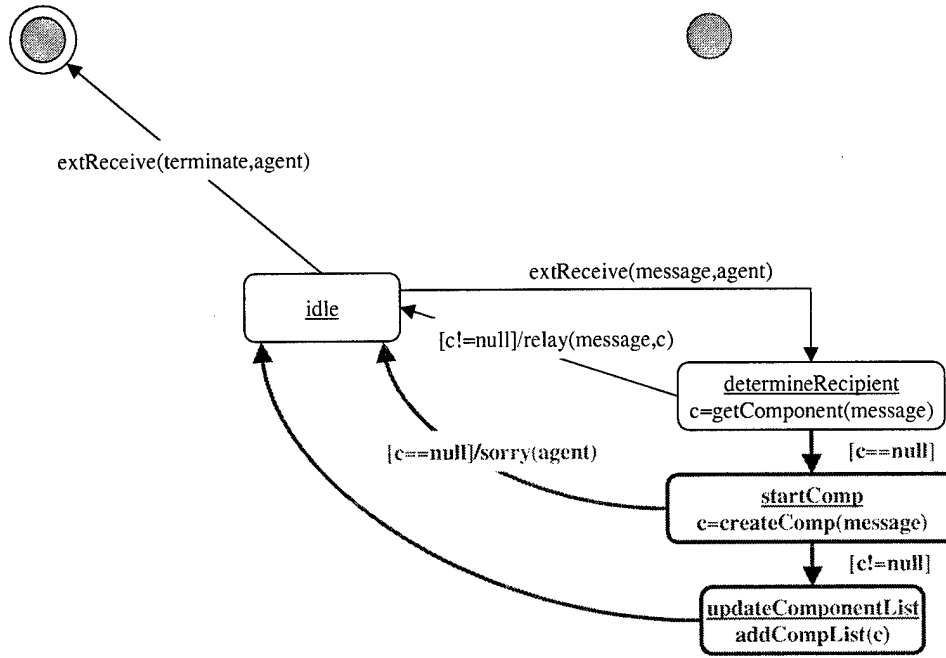 extReceive(terminate,agent)
extReceive(message,agent)
idle
[c!=null]/relay(message,c)
determineRecipient
c=getComponent(message)
[c==null]/sorry(agent)
[c==null]
startComp
c=createComp(message)
[c!=null]
updateComponentList
addCompList(c)